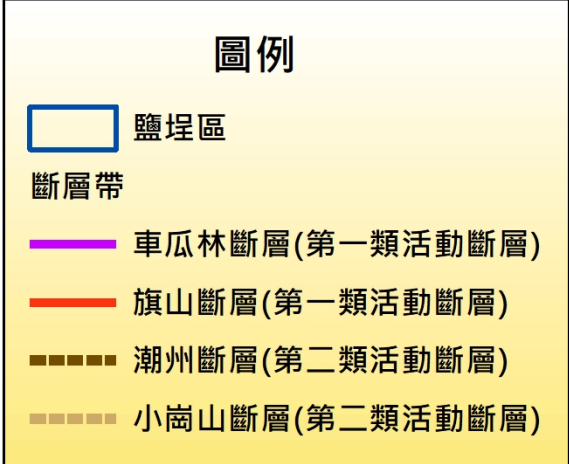 圖例
鹽埕區
斷層帶
車瓜林斷層(第一類活動斷層)
旗山斷層(第一類活動斷層)
潮州斷層(第二類活動斷層)
小崗山斷層(第二類活動斷層)